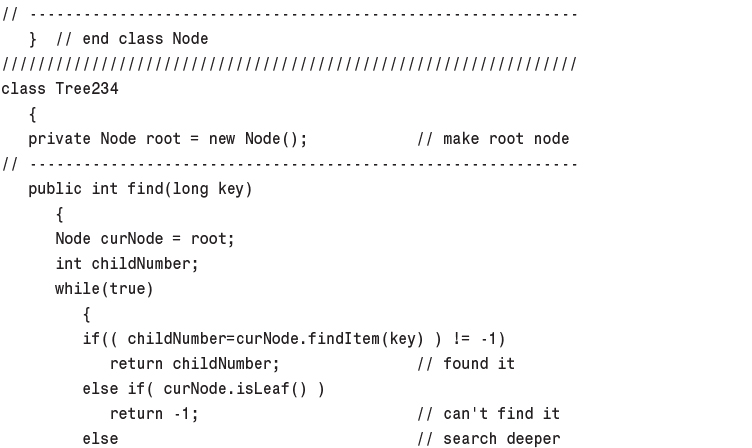 // -------------------------------------------------------------
} // end class Node
////////////////////////////////////////////////////////////////
class Tree234
{
private Node root = new Node(); // make root node
// -------------------------------------------------------------
public int find(long key)
{
Node curNode = root;
int childNumber;
while(true)
{
if(( childNumber=curNode.findItem(key) ) != -1)
return childNumber; // found it
else if( curNode.isLeaf() )
return -1; // can't find it
else // search deeper